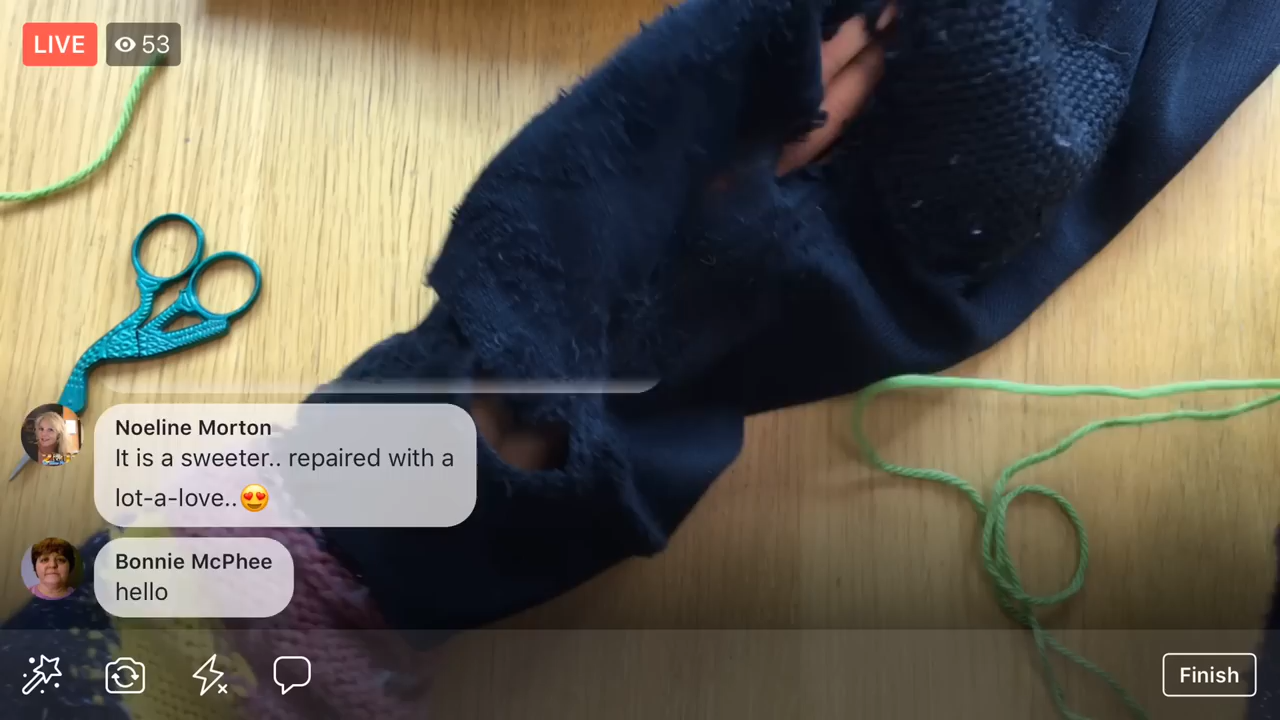 LIVE 53
Noeline Morton
It is a sweeter.. repaired with a
lot-a-love..😍
Bonnie McPhee
hello
Finish